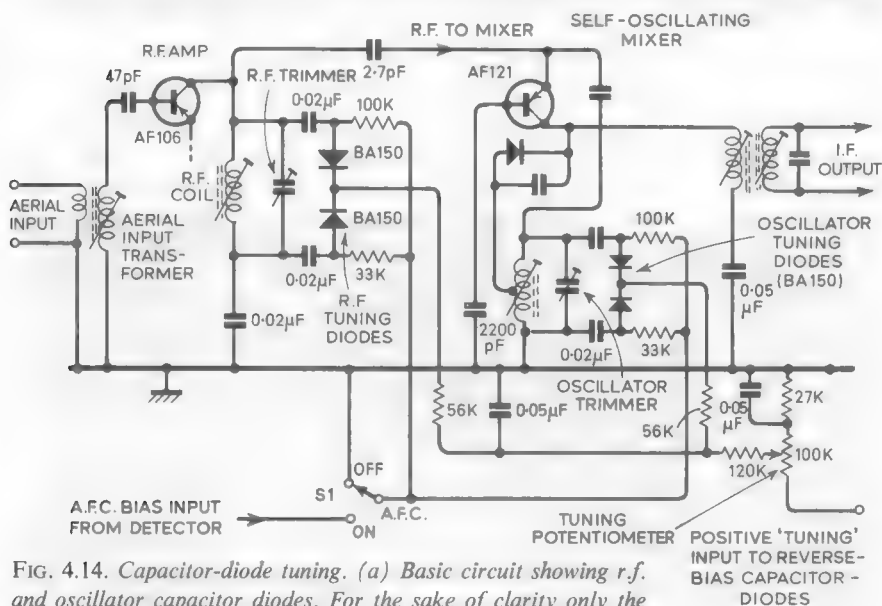 SELF-OSCILLATING
MIXER
R.F. TO MIXER
R.F. AMP
47pF
R.F. TRIMMER
2·7pF
AF121
0·02µF
100K
AF106
BA150
R.F.
COIL
I.F.
OUTPUT
AERIAL
INPUT
AERIAL
INPUT
TRANS-
FORMER
BA150
100K
OSCILLATOR
TUNING
DIODES
(BA150)
0·02µF
33K
0·02µF
R.F
TUNING
DIODES
2200
pF
0·02µF
33K
0·05
µF
OSCILLATOR
TRIMMER
56K
0·05µF
56K
0·05
µF
27K
100K
120K
OFF
S1
A.F.C.
A.F.C. BIAS INPUT
FROM DETECTOR
ON
TUNING
POTENTIOMETER
POSITIVE 'TUNING'
INPUT TO REVERSE-
BIAS CAPACITOR-
DIODES
FIG. 4.14. Capacitor-diode tuning. (a) Basic circuit showing r.f.
and oscillator capacitor diodes. For the sake of clarity only the